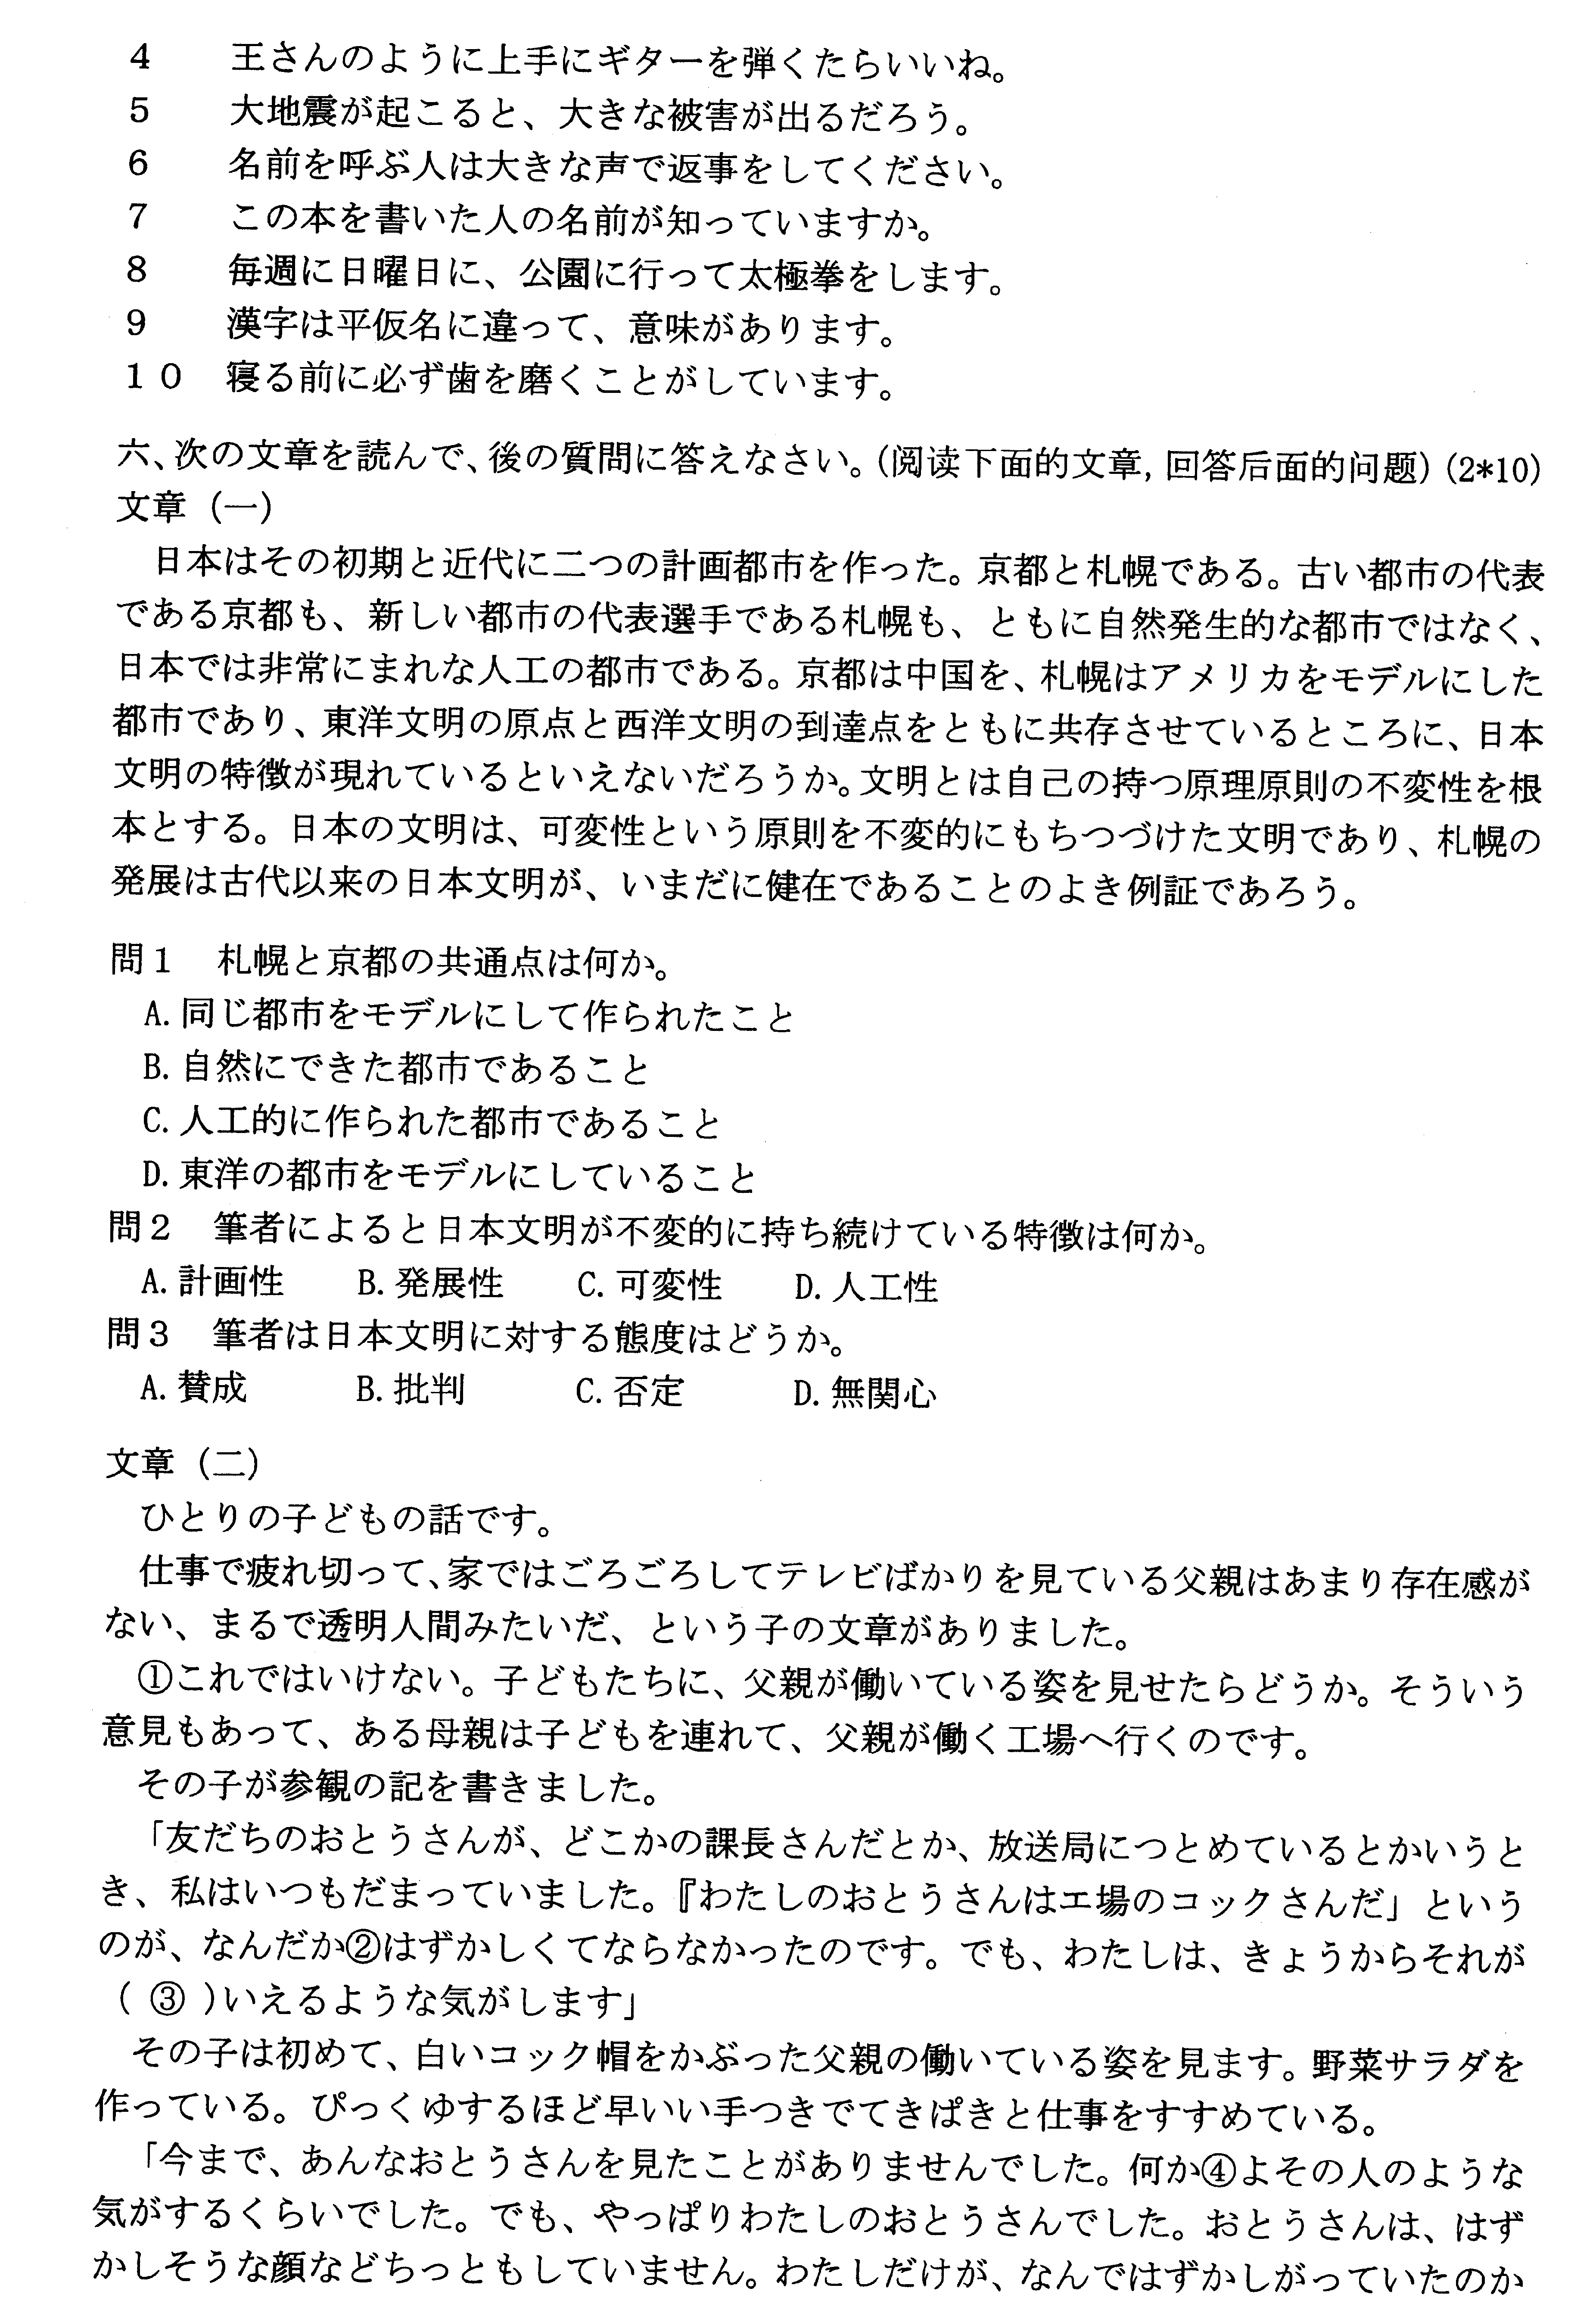 4　王さんのように上手にギターを弾くたらいいね。
5　大地震が起こると、大きな被害が出るだろう。
6　名前を呼ぶ人は大きな声で返事をしてください。
7　この本を書いた人の名前が知っていますか。
8　毎週に日曜日に、公園に行って太極拳をします。
9　漢字は平仮名に違って、意味があります。
10　寝る前に必ず歯を磨くことがしています。
六、次の文章を読んで、後の質問に答えなさい。(阅读下面的文章,回答后面的问题)(2*10)
文章（一）
日本はその初期と近代に二つの計画都市を作った。京都と札幌である。古い都市の代表
である京都も、新しい都市の代表選手である札幌も、ともに自然発生的な都市ではなく、
日本では非常にまれな人工の都市である。京都は中国を、札幌はアメリカをモデルにした
都市であり、東洋文明の原点と西洋文明の到達点をともに共存させているところに、日本
文明の特徴が現れているといえないだろうか。文明とは自己の持つ原理原則の不変性を根
本とする。日本の文明は、可変性という原則を不変的にもちつづけた文明であり、札幌の
発展は古代以来の日本文明が、いまだに健在であることのよき例証であろう。
問1　札幌と京都の共通点は何か。
A. 同じ都市をモデルにして作られたこと
B. 自然にできた都市であること
C. 人工的に作られた都市であること
D. 東洋の都市をモデルにしていること
問2　筆者によると日本文明が不変的に持ち続けている特徴は何か。
A. 計画性　B. 発展性　C. 可変性　D. 人工性
問3　筆者は日本文明に対する態度はどうか。
A. 賛成　B. 批判　C. 否定　D. 無関心
文章（二）
ひとりの子どもの話です。
仕事で疲れ切って、家ではごろごろしてテレビばかりを見ている父親はあまり存在感が
ない、まるで透明人間みたいだ、という子の文章がありました。
①これではいけない。子どもたちに、父親が働いている姿を見せたらどうか。そういう
意見もあって、ある母親は子どもを連れて、父親が働く工場へ行くのです。
その子が参観の記を書きました。
「友だちのおとうさんが、どこかの課長さんだとか、放送局につとめているとかいうと
き、私はいつもだまっていました。『わたしのおとうさんは工場のコックさんだ」という
のが、なんだか②はずかしくてならなかったのです。でも、わたしは、きょうからそれが
（ ③ ）いえるような気がします」
その子は初めて、白いコック帽をかぶった父親の働いている姿を見ます。野菜サラダを
作っている。ぴっくゆするほど早いい手つきでてきぱきと仕事をすすめている。
「今まで、あんなおとうさんを見たことがありませんでした。何か④よその人のような
気がするくらいでした。でも、やっぱりわたしのおとうさんでした。おとうさんは、はず
かしそうな顔などちっともしていません。わたしだけが、なんではずかしがっていたのか